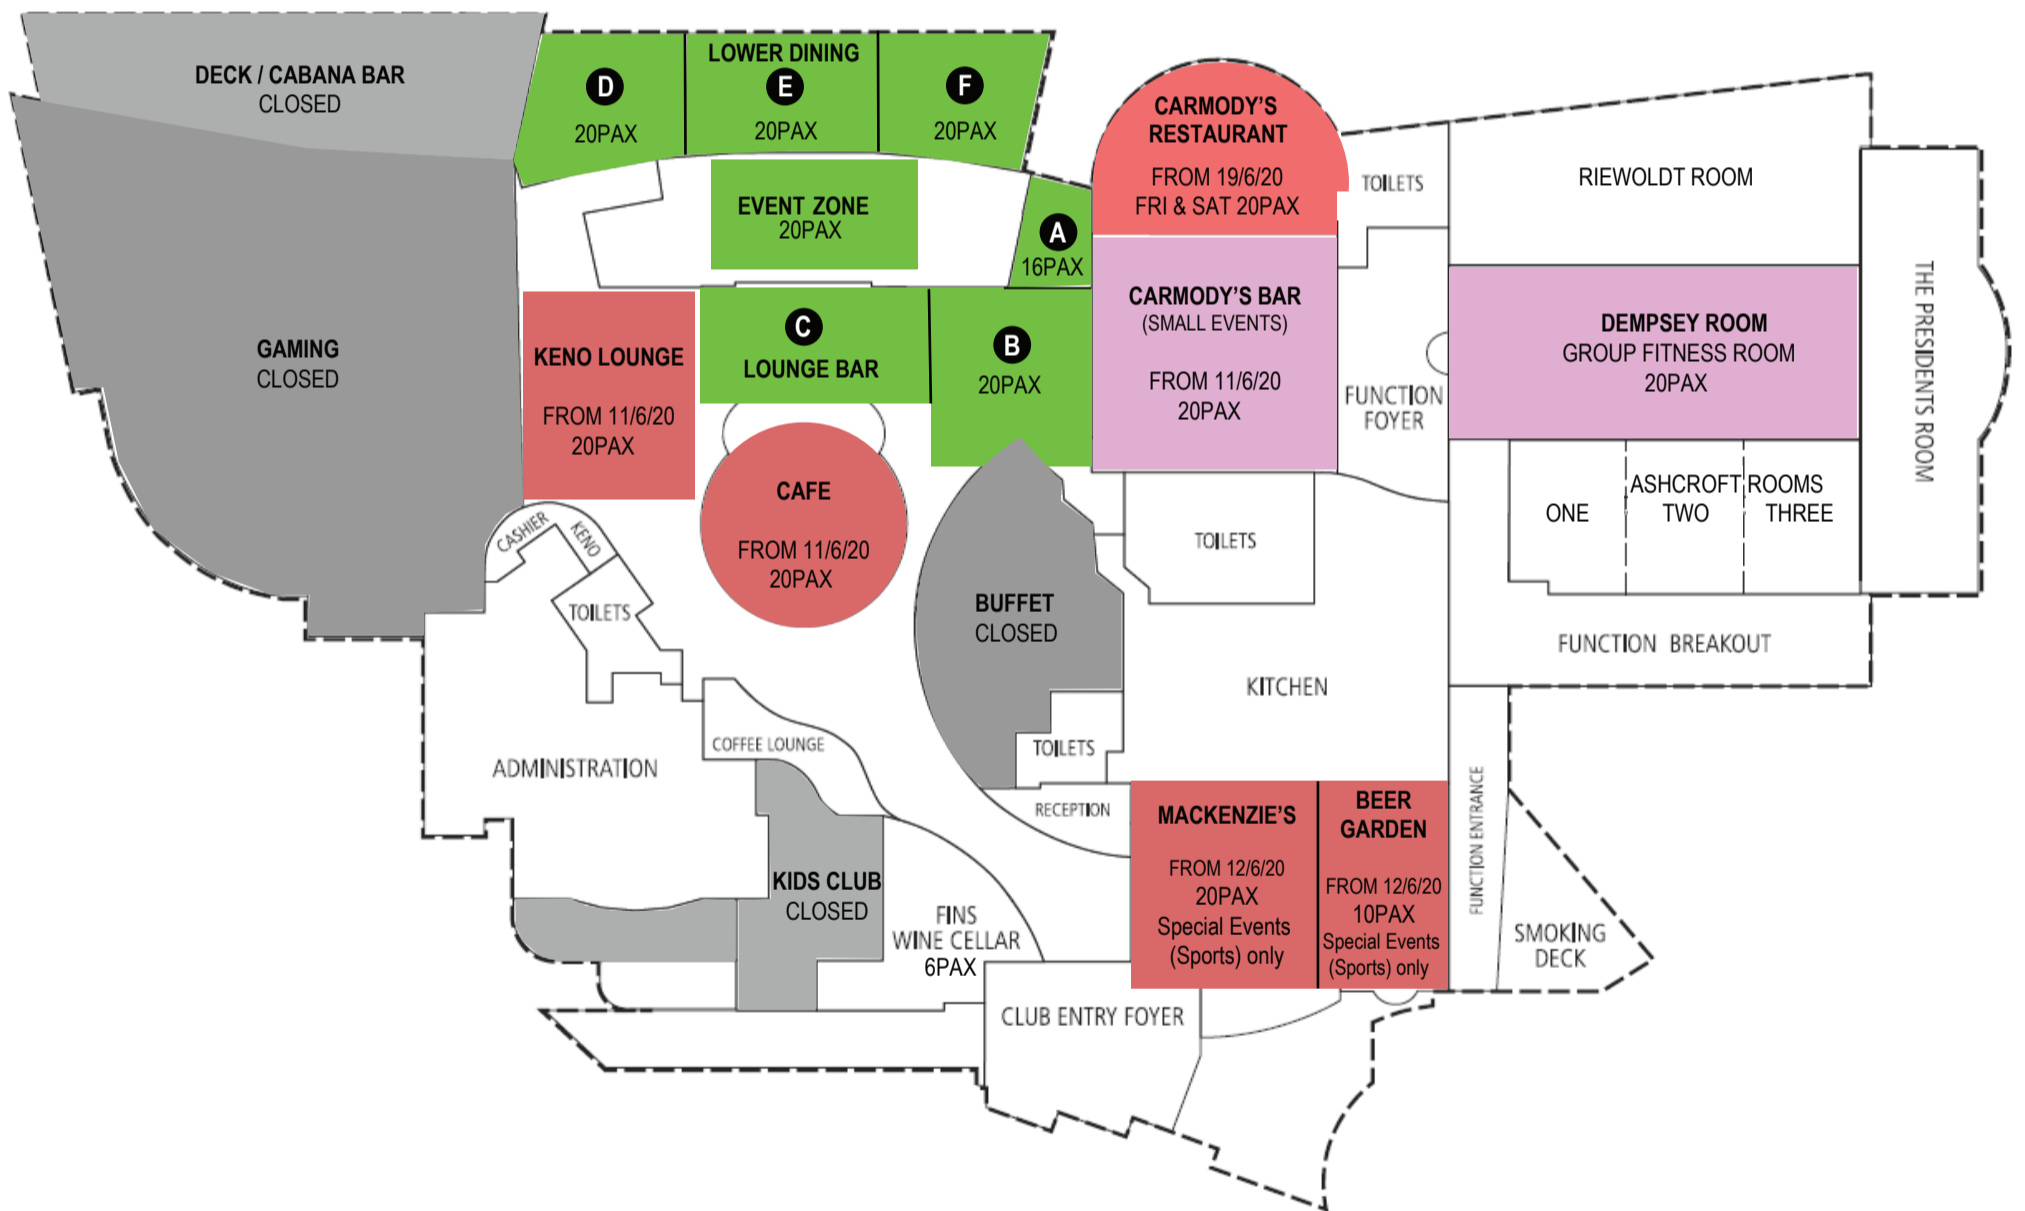 DECK / CABANA BAR
CLOSED
D
20PAX
LOWER DINING
E
20PAX
F
20PAX
CARMODY'S
RESTAURANT
FROM 19/6/20
FRI & SAT 20PAX
TOILETS
RIEWOLDT ROOM
EVENT ZONE
20PAX
A
16PAX
GAMING
CLOSED
KENO LOUNGE
FROM 11/6/20
20PAX
C
LOUNGE BAR
B
20PAX
CARMODY'S BAR
(SMALL EVENTS)
FROM 11/6/20
20PAX
FUNCTION
FOYER
DEMPSEY ROOM
GROUP FITNESS ROOM
20PAX
THE PRESIDENTS ROOM
CASHIER
KENO
TOILETS
CAFE
FROM 11/6/20
20PAX
BUFFET
CLOSED
TOILETS
ASHCROFT ROOMS
ONE
TWO
THREE
FUNCTION BREAKOUT
KITCHEN
ADMINISTRATION
COFFEE LOUNGE
TOILETS
RECEPTION
KIDS CLUB
CLOSED
FINS
WINE CELLAR
6PAX
MACKENZIE'S
FROM 12/6/20
20PAX
Special Events
(Sports) only
BEER
GARDEN
FROM 12/6/20
10PAX
Special Events
(Sports) only
FUNCTION ENTRANCE
SMOKING
DECK
CLUB ENTRY FOYER